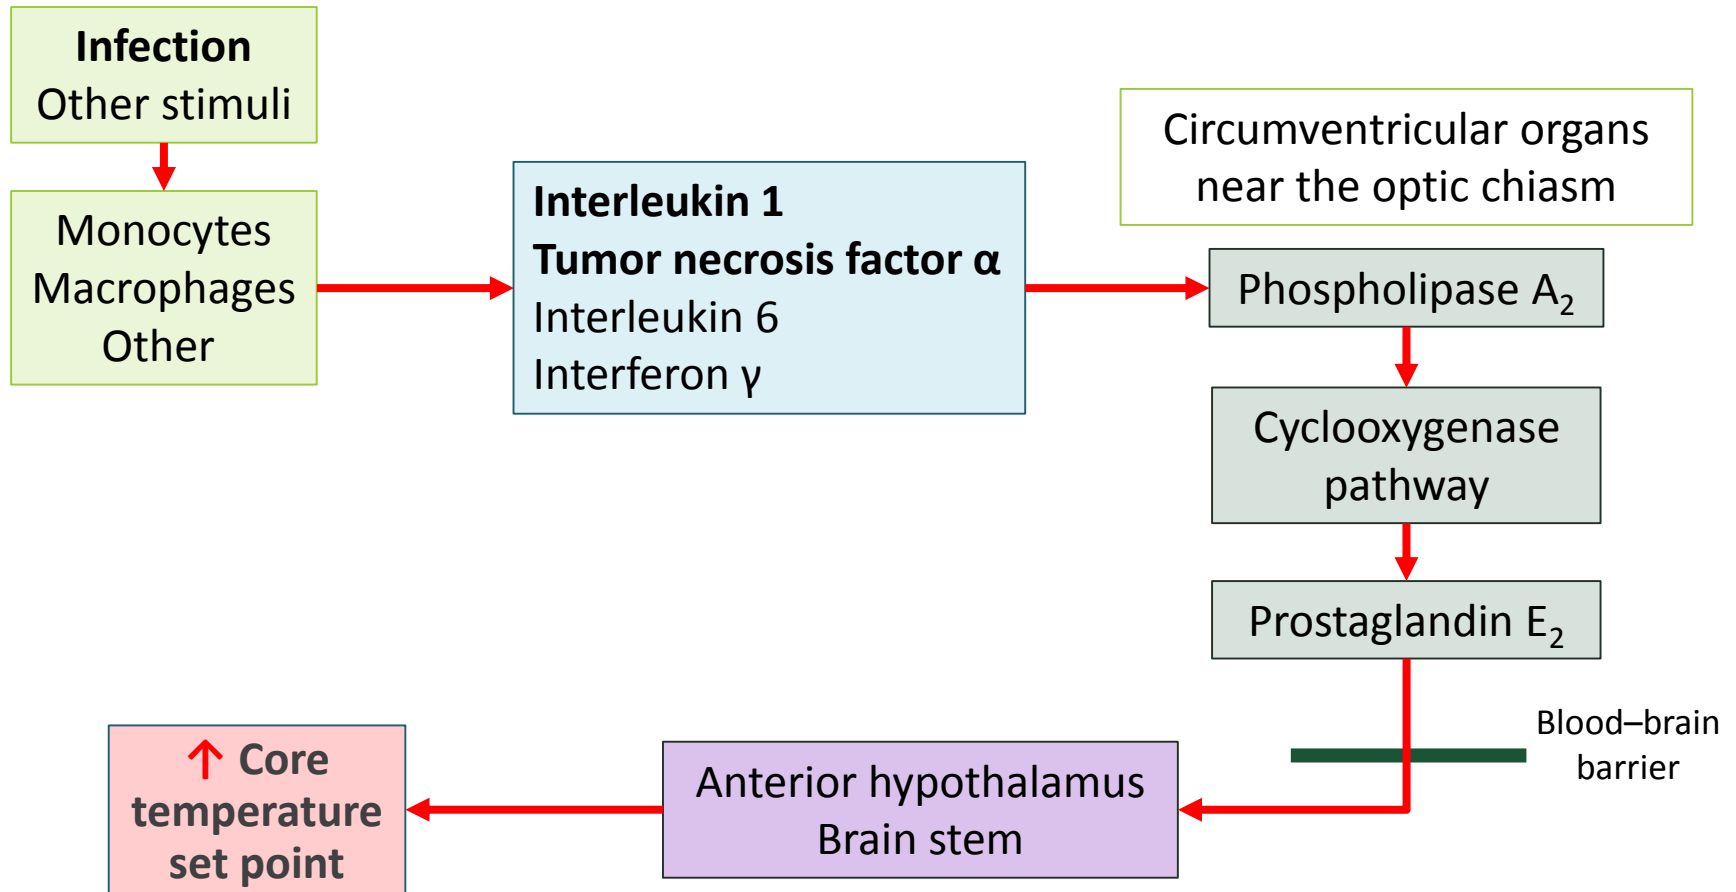 Infection
Other stimuli
Monocytes
Macrophages
Other
Interleukin 1
Tumor necrosis factor α
Interleukin 6
Interferon γ
Circumventricular organs
near the optic chiasm
Phospholipase A₂
Cyclooxygenase
pathway
Prostaglandin E₂
Blood–brain
barrier
Anterior hypothalamus
Brain stem
↑ Core
temperature
set point